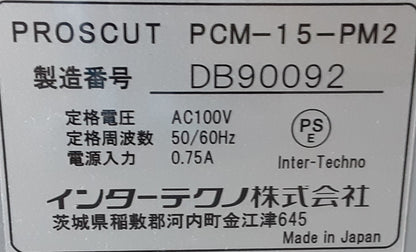 PROSCUT PCM-15-PM2
製造番号 DB90092
定格電圧 AC100V
定格周波数 50/60Hz
電源入力 0.75A
PS
E
Inter-Techno
インターテクノ株式会社
茨城県稲敷郡河内町金江津645
Made in Japan